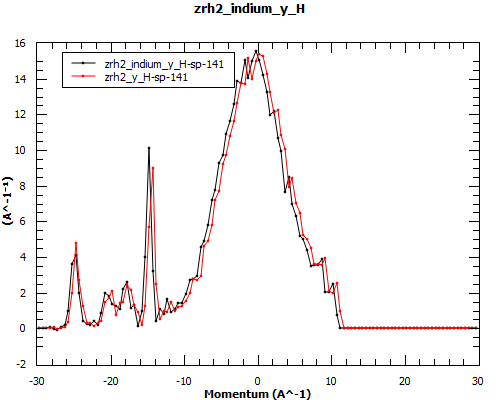 zrh2_indium_y_H
16
14
12
10
8
6
4
2
0
-2
(A^-1⁻¹)
zrh2_indium_y_H-sp-141
zrh2_y_H-sp-141
-30 -20 -10 0 10 20 30
Momentum (A^-1)